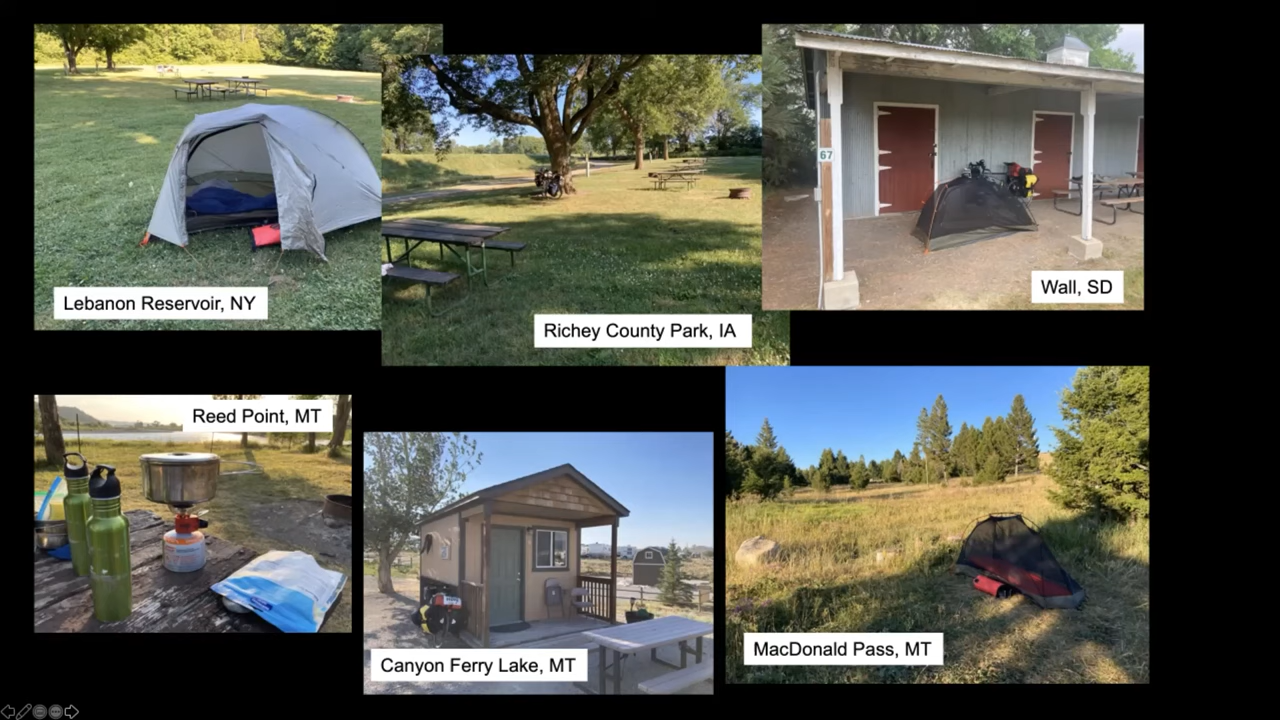 Lebanon Reservoir, NY
Richey County Park, IA
67
Wall, SD
Reed Point, MT
Canyon Ferry Lake, MT
MacDonald Pass, MT